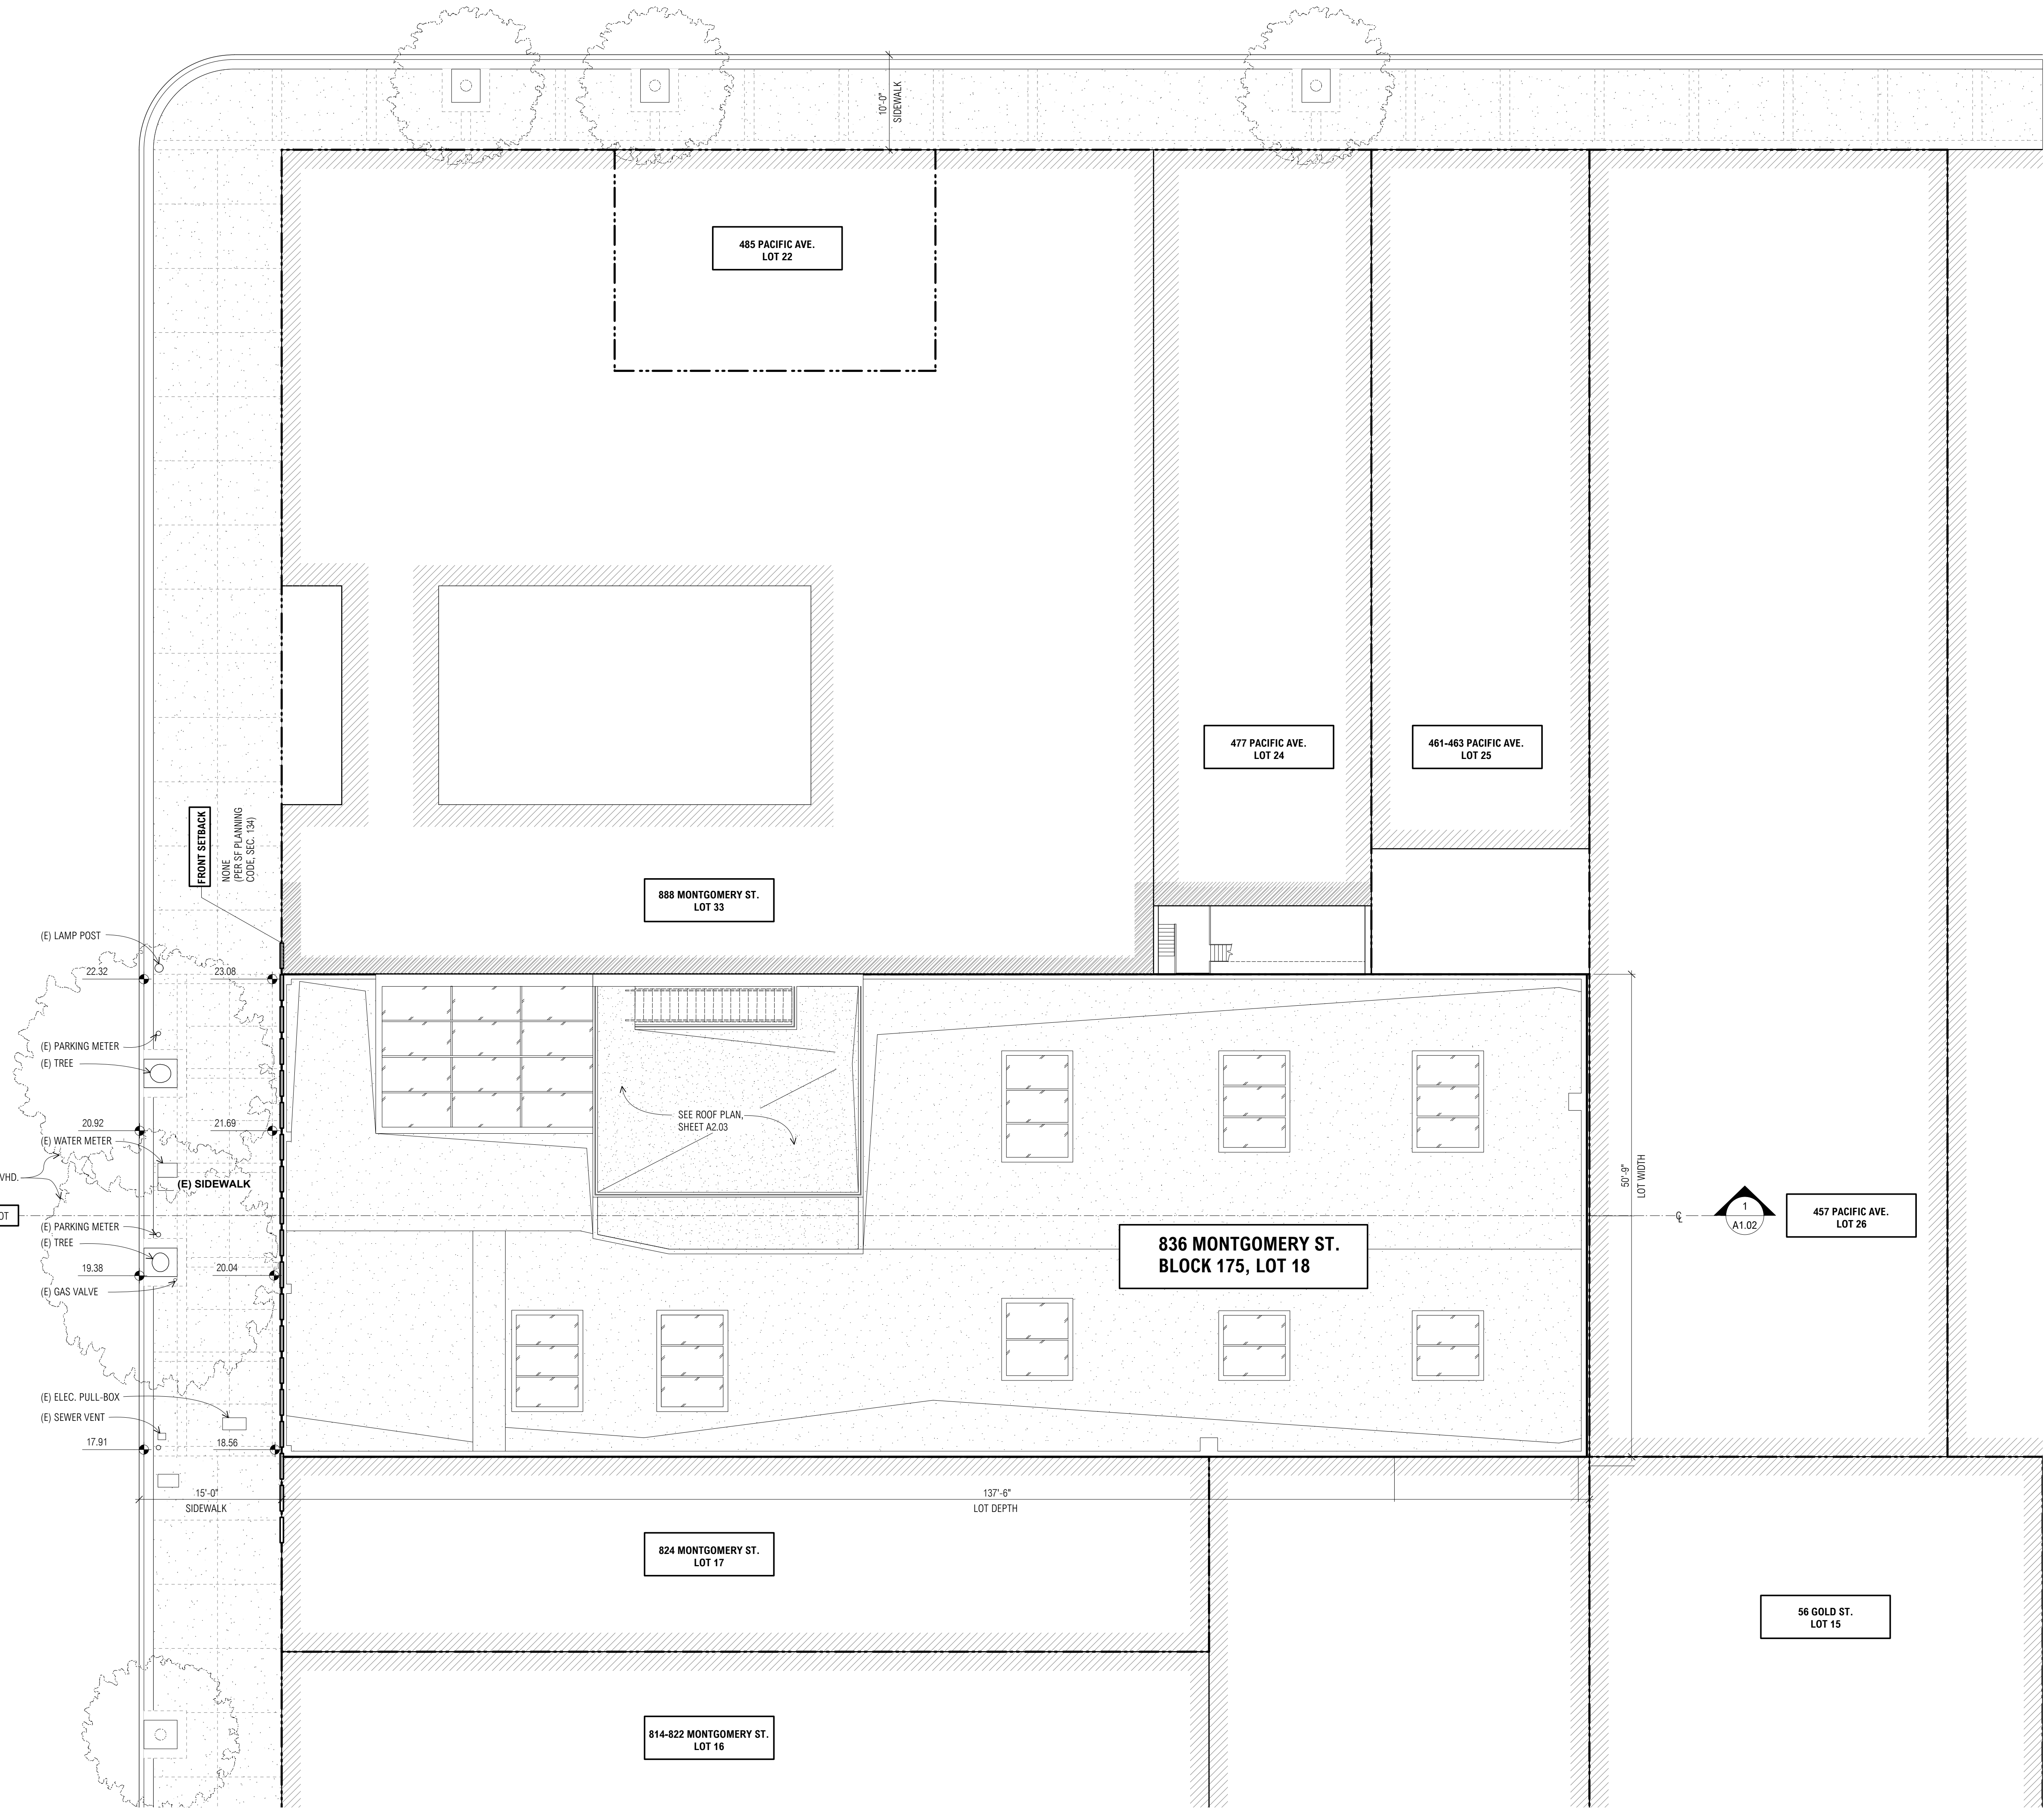 10'-0"
SIDEWALK
485 PACIFIC AVE.
LOT 22
477 PACIFIC AVE.
LOT 24
461-463 PACIFIC AVE.
LOT 25
FRONT SETBACK
NONE
(PER SF PLANNING
CODE, SEC. 134)
888 MONTGOMERY ST.
LOT 33
(E) LAMP POST
22.32
23.08
(E) PARKING METER
(E) TREE
SEE ROOF PLAN,
SHEET A2.03
20.92
21.69
(E) WATER METER
VHD.
(E) SIDEWALK
50'-9"
LOT WIDTH
OT
(E) PARKING METER
(E) TREE
℄
1
A1.02
457 PACIFIC AVE.
LOT 26
836 MONTGOMERY ST.
BLOCK 175, LOT 18
19.38
20.04
(E) GAS VALVE
(E) ELEC. PULL-BOX
(E) SEWER VENT
17.91
18.56
15'-0"
SIDEWALK
137'-6"
LOT DEPTH
824 MONTGOMERY ST.
LOT 17
56 GOLD ST.
LOT 15
814-822 MONTGOMERY ST.
LOT 16